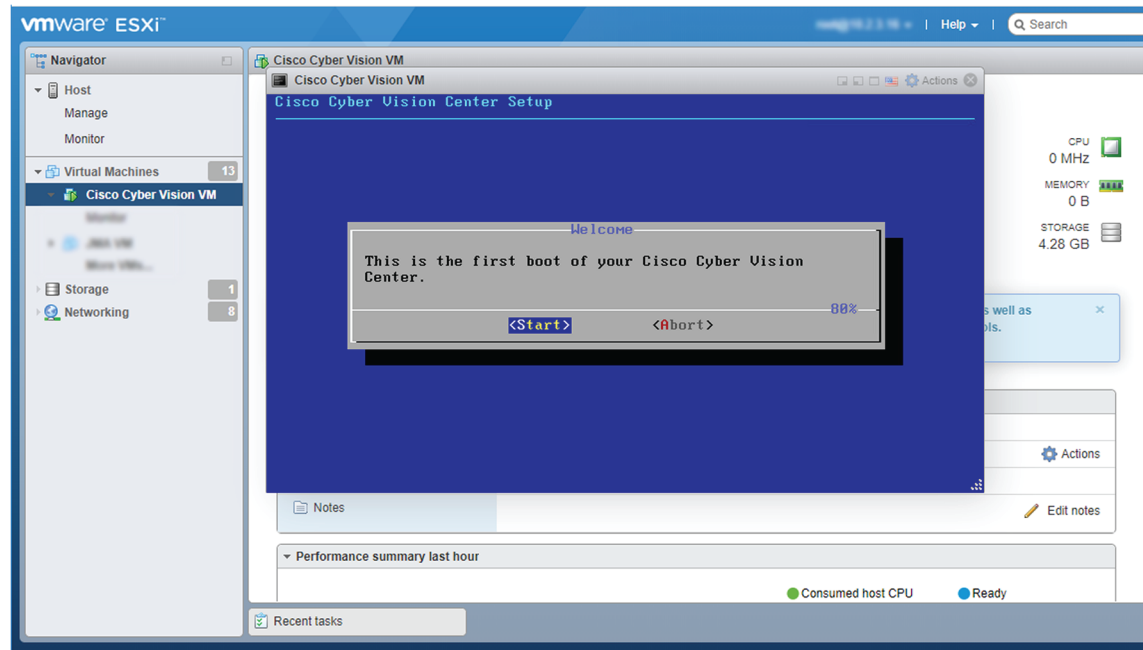 vmware ESXi™
Help
Search
Navigator
Host
Manage
Monitor
Virtual Machines 13
Cisco Cyber Vision VM
Storage 1
Networking 8
Cisco Cyber Vision VM
Cisco Cyber Vision VM
Actions
Cisco Cyber Vision Center Setup
Welcome
This is the first boot of your Cisco Cyber Vision
Center.
80%
<Start> <Abort>
CPU
0 MHz
MEMORY
0 B
STORAGE
4.28 GB
s well as
Actions
Notes
Edit notes
Performance summary last hour
Consumed host CPU Ready
Recent tasks